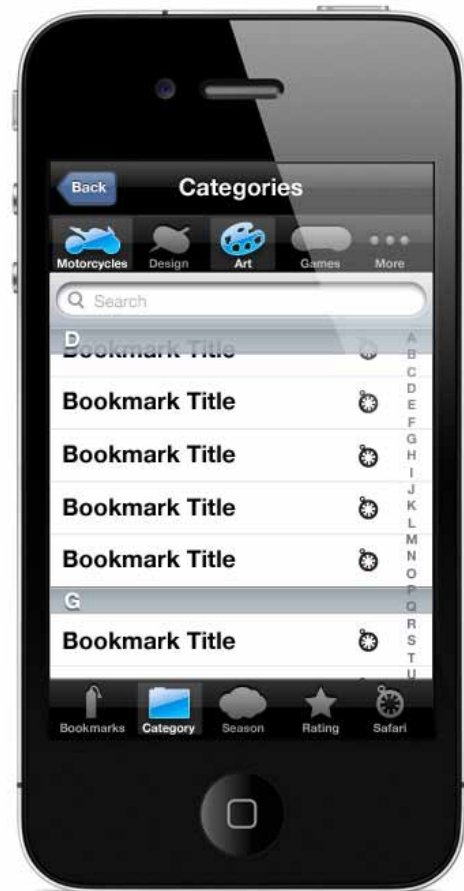 Back Categories
Motorcycles Design Art Games More
Search
D
Bookmark Title
Bookmark Title
Bookmark Title
Bookmark Title
Bookmark Title
G
Bookmark Title
A
B
C
D
E
F
G
H
I
J
K
L
M
N
O
P
Q
R
S
T
U
Bookmarks Category Season Rating Safari